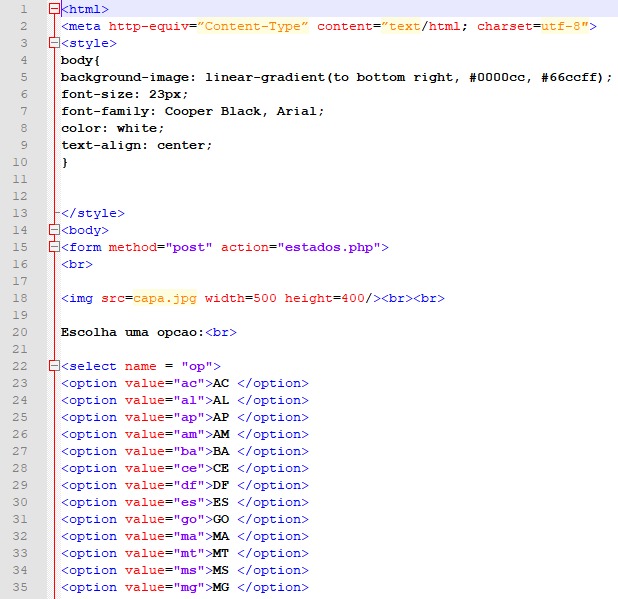 1 <html>
2 <meta http-equiv=”Content-Type” content=”text/html; charset=utf-8”>
3 <style>
4 body{
5 background-image: linear-gradient(to bottom right, #0000cc, #66ccff);
6 font-size: 23px;
7 font-family: Cooper Black, Arial;
8 color: white;
9 text-align: center;
10 }
11
12
13 </style>
14 <body>
15 <form method="post" action="estados.php">
16 <br>
17
18 <img src=capa.jpg width=500 height=400/><br><br>
19
20 Escolha uma opcao:<br>
21
22 <select name = "op">
23 <option value="ac">AC </option>
24 <option value="al">AL </option>
25 <option value="ap">AP </option>
26 <option value="am">AM </option>
27 <option value="ba">BA </option>
28 <option value="ce">CE </option>
29 <option value="df">DF </option>
30 <option value="es">ES </option>
31 <option value="go">GO </option>
32 <option value="ma">MA </option>
33 <option value="mt">MT </option>
34 <option value="ms">MS </option>
35 <option value="mg">MG </option>